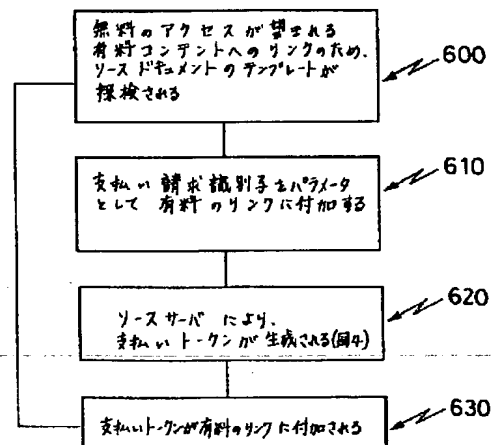 無料のアクセスが望まれる
有料コンテントへのリンクのため、
ソースドキュメントのテンプレートが
探検される
600
支払い請求識別子をパラメータ
として有料のリンクに付加する
610
ソースサーバにより、
支払いトークンが生成される(図4)
620
支払いトークンが有料のリンクに付加される
630